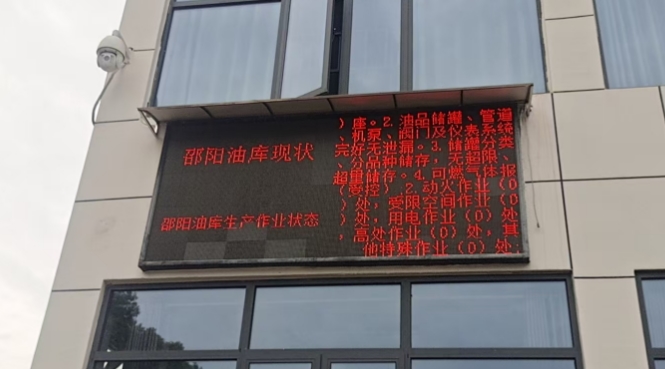 邵阳油库现状
)座。2.油品储罐、管道
、机泵、阀门及仪表系统
完好无泄漏。3.储罐分类
、分品种储存，无超限、
超量储存。4.可燃气体报
邵阳油库生产作业状态
(受控) 2.动火作业 (0
)处，受限空间作业 (0
)处，用电作业 (0) 处
，高处作业 (0) 处，其
他特殊作业 (0) 处.